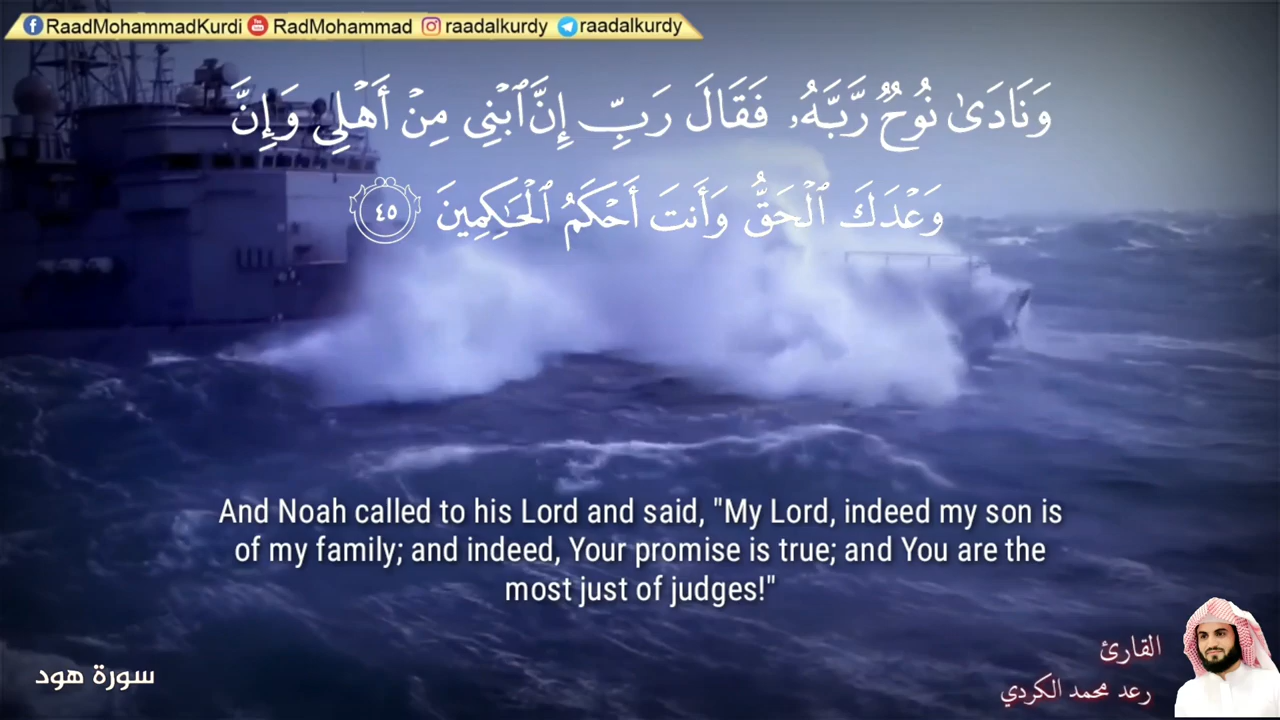 RaadMohammadKurdi RadMohammad raadalkurdy raadalkurdy
وَنَادَىٰ نُوحٌ رَّبَّهُۥ فَقَالَ رَبِّ إِنَّ ٱبْنِى مِنْ أَهْلِى وَإِنَّ
وَعْدَكَ ٱلْحَقُّ وَأَنتَ أَحْكَمُ ٱلْحَـٰكِمِينَ ٤٥
And Noah called to his Lord and said, "My Lord, indeed my son is
of my family; and indeed, Your promise is true; and You are the
most just of judges!"
القارئ
رعد محمد الكردي
سورة هود